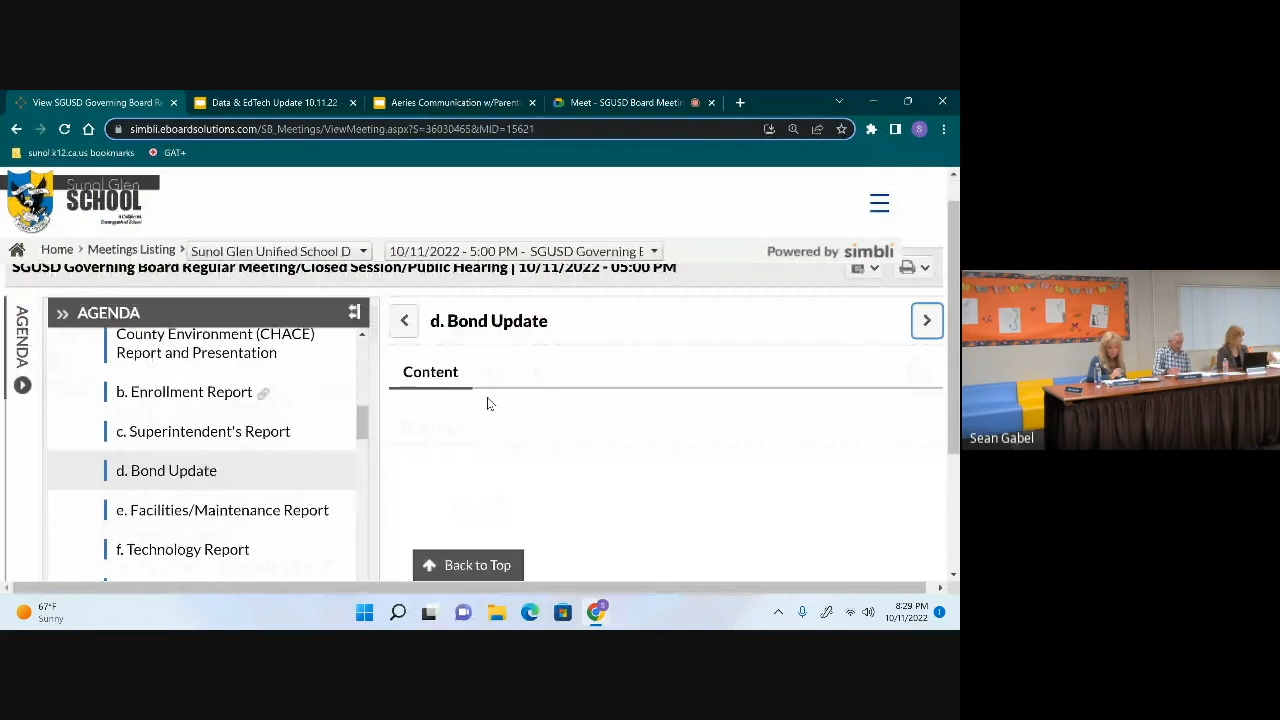 View SGUSD Governing Board Re
Data & EdTech Update 10.11.22 -
Aeries Communication w/Parent
Meet - SGUSD Board Meetin
simbli.eboardsolutions.com/SB_Meetings/ViewMeeting.aspx?S=36030465&MID=15621
S
sunol.k12.ca.us bookmarks
GAT+
Sunol Glen
SCHOOL
Home
Meetings Listing
Sunol Glen Unified School D
10/11/2022 - 5:00 PM - SGUSD Governing B
Powered by simbli
SGUSD Governing Board Regular Meeting/Closed Session/Public Hearing | 10/11/2022 - 05:00 PM
AGENDA
AGENDA
County Environment (CHACE)
Report and Presentation
b. Enrollment Report
c. Superintendent's Report
d. Bond Update
e. Facilities/Maintenance Report
f. Technology Report
d. Bond Update
Content
Back to Top
Sean Gabel
67°F
Sunny
8:29 PM
10/11/2022
1